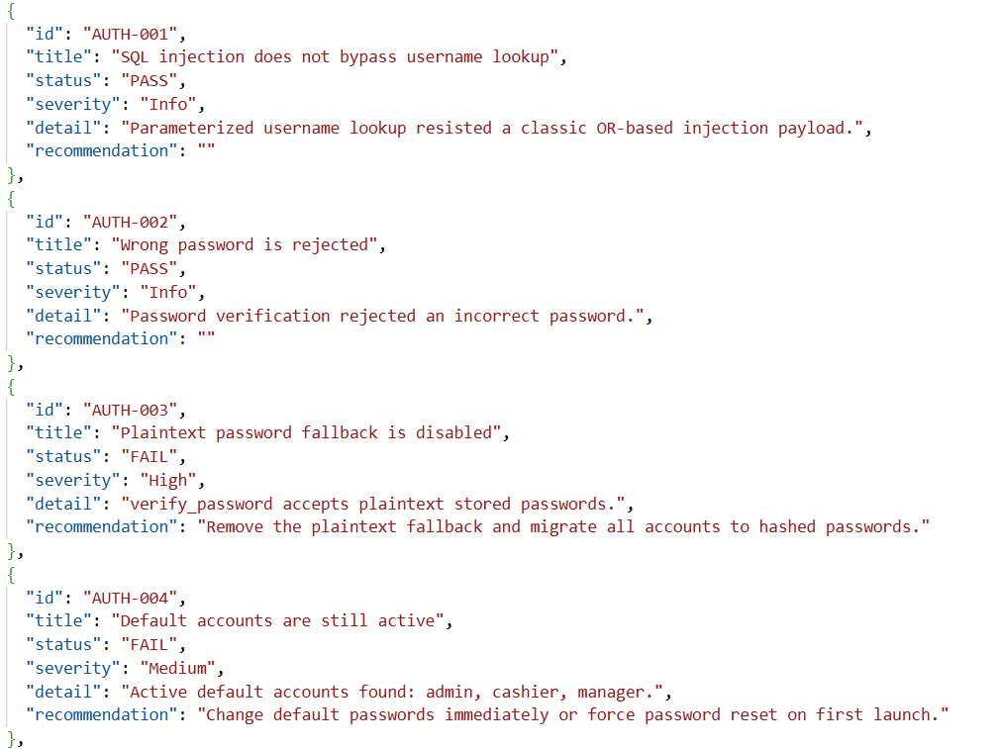 {
"id": "AUTH-001",
"title": "SQL injection does not bypass username lookup",
"status": "PASS",
"severity": "Info",
"detail": "Parameterized username lookup resisted a classic OR-based injection payload.",
"recommendation": ""
},
{
"id": "AUTH-002",
"title": "Wrong password is rejected",
"status": "PASS",
"severity": "Info",
"detail": "Password verification rejected an incorrect password.",
"recommendation": ""
},
{
"id": "AUTH-003",
"title": "Plaintext password fallback is disabled",
"status": "FAIL",
"severity": "High",
"detail": "verify_password accepts plaintext stored passwords.",
"recommendation": "Remove the plaintext fallback and migrate all accounts to hashed passwords."
},
{
"id": "AUTH-004",
"title": "Default accounts are still active",
"status": "FAIL",
"severity": "Medium",
"detail": "Active default accounts found: admin, cashier, manager.",
"recommendation": "Change default passwords immediately or force password reset on first launch."
},